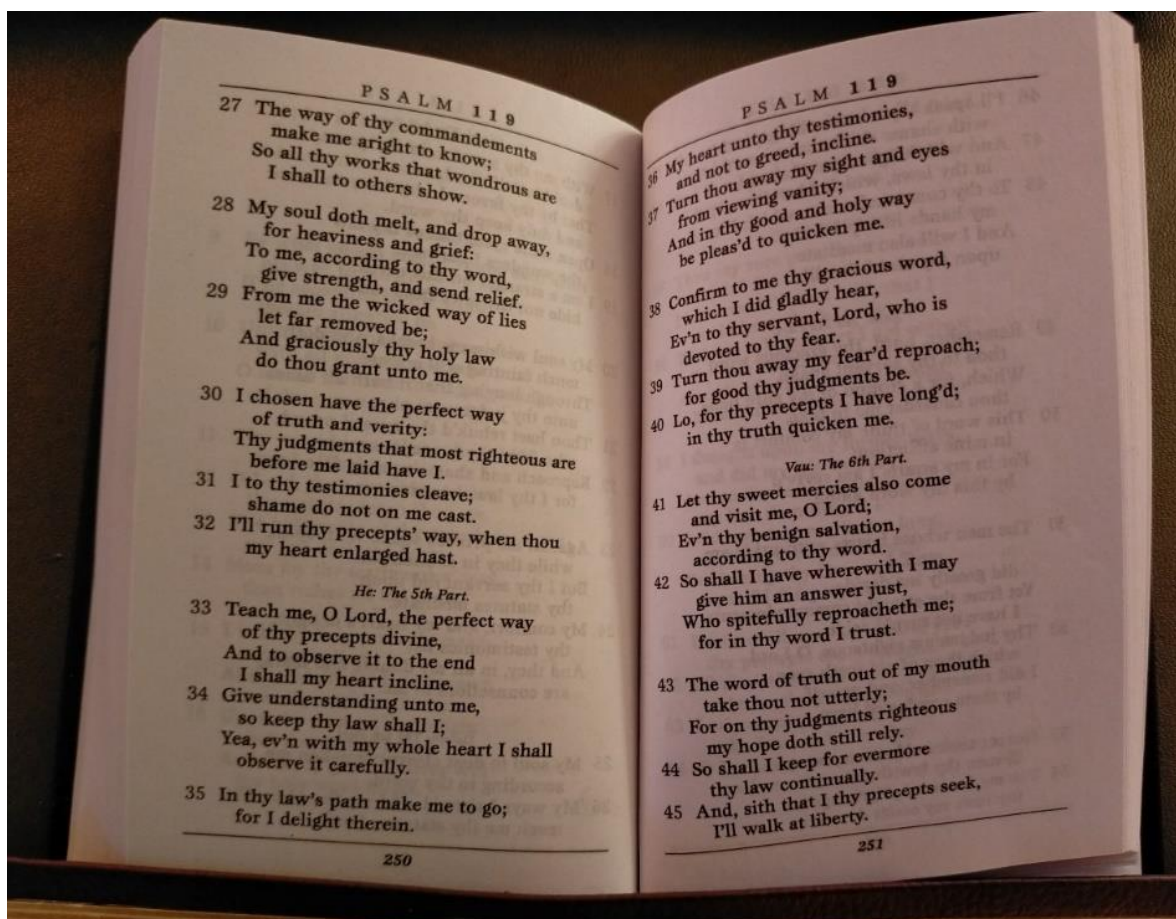 PSALM 119
27 The way of thy commandements
make me aright to know;
So all thy works that wondrous are
I shall to others show.
28 My soul doth melt, and drop away,
for heaviness and grief:
To me, according to thy word,
give strength, and send relief.
29 From me the wicked way of lies
let far removed be;
And graciously thy holy law
do thou grant unto me.
30 I chosen have the perfect way
of truth and verity:
Thy judgments that most righteous are
before me laid have I.
31 I to thy testimonies cleave;
shame do not on me cast.
32 I'll run thy precepts' way, when thou
my heart enlarged hast.
He: The 5th Part.
33 Teach me, O Lord, the perfect way
of thy precepts divine,
And to observe it to the end
I shall my heart incline.
34 Give understanding unto me,
so keep thy law shall I;
Yea, ev'n with my whole heart I shall
observe it carefully.
35 In thy law's path make me to go;
for I delight therein.
250
PSALM 119
36 My heart unto thy testimonies,
and not to greed, incline.
37 Turn thou away my sight and eyes
from viewing vanity;
And in thy good and holy way
be pleas'd to quicken me.
38 Confirm to me thy gracious word,
which I did gladly hear,
Ev'n to thy servant, Lord, who is
devoted to thy fear.
39 Turn thou away my fear'd reproach;
for good thy judgments be.
40 Lo, for thy precepts I have long'd;
in thy truth quicken me.
Vau: The 6th Part.
41 Let thy sweet mercies also come
and visit me, O Lord;
Ev'n thy benign salvation,
according to thy word.
42 So shall I have wherewith I may
give him an answer just,
Who spitefully reproacheth me;
for in thy word I trust.
43 The word of truth out of my mouth
take thou not utterly;
For on thy judgments righteous
my hope doth still rely.
44 So shall I keep for evermore
thy law continually.
45 And, sith that I thy precepts seek,
I'll walk at liberty.
251